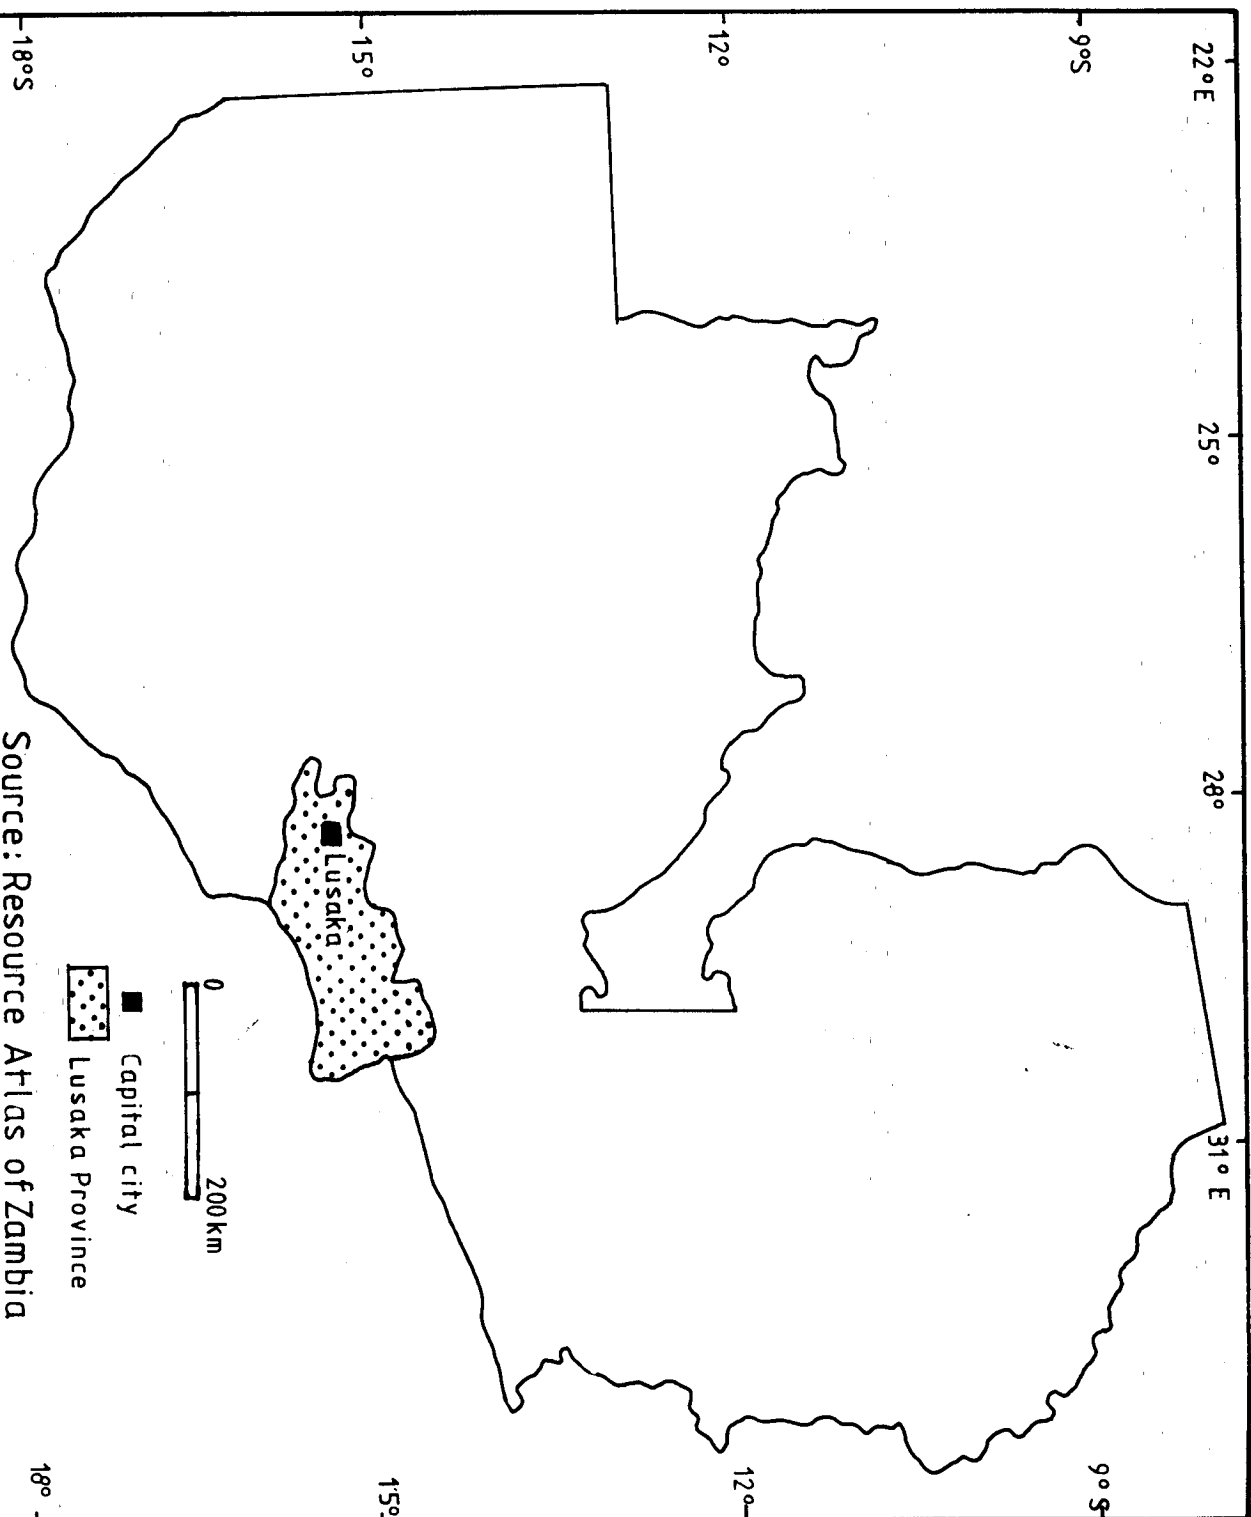 22°E
25°
28°
31° E
9°S
9°S
12°
12°
15°
15°
Lusaka
0
200km
Capital city
Lusaka Province
18°S
18°
Source: Resource Atlas of Zambia